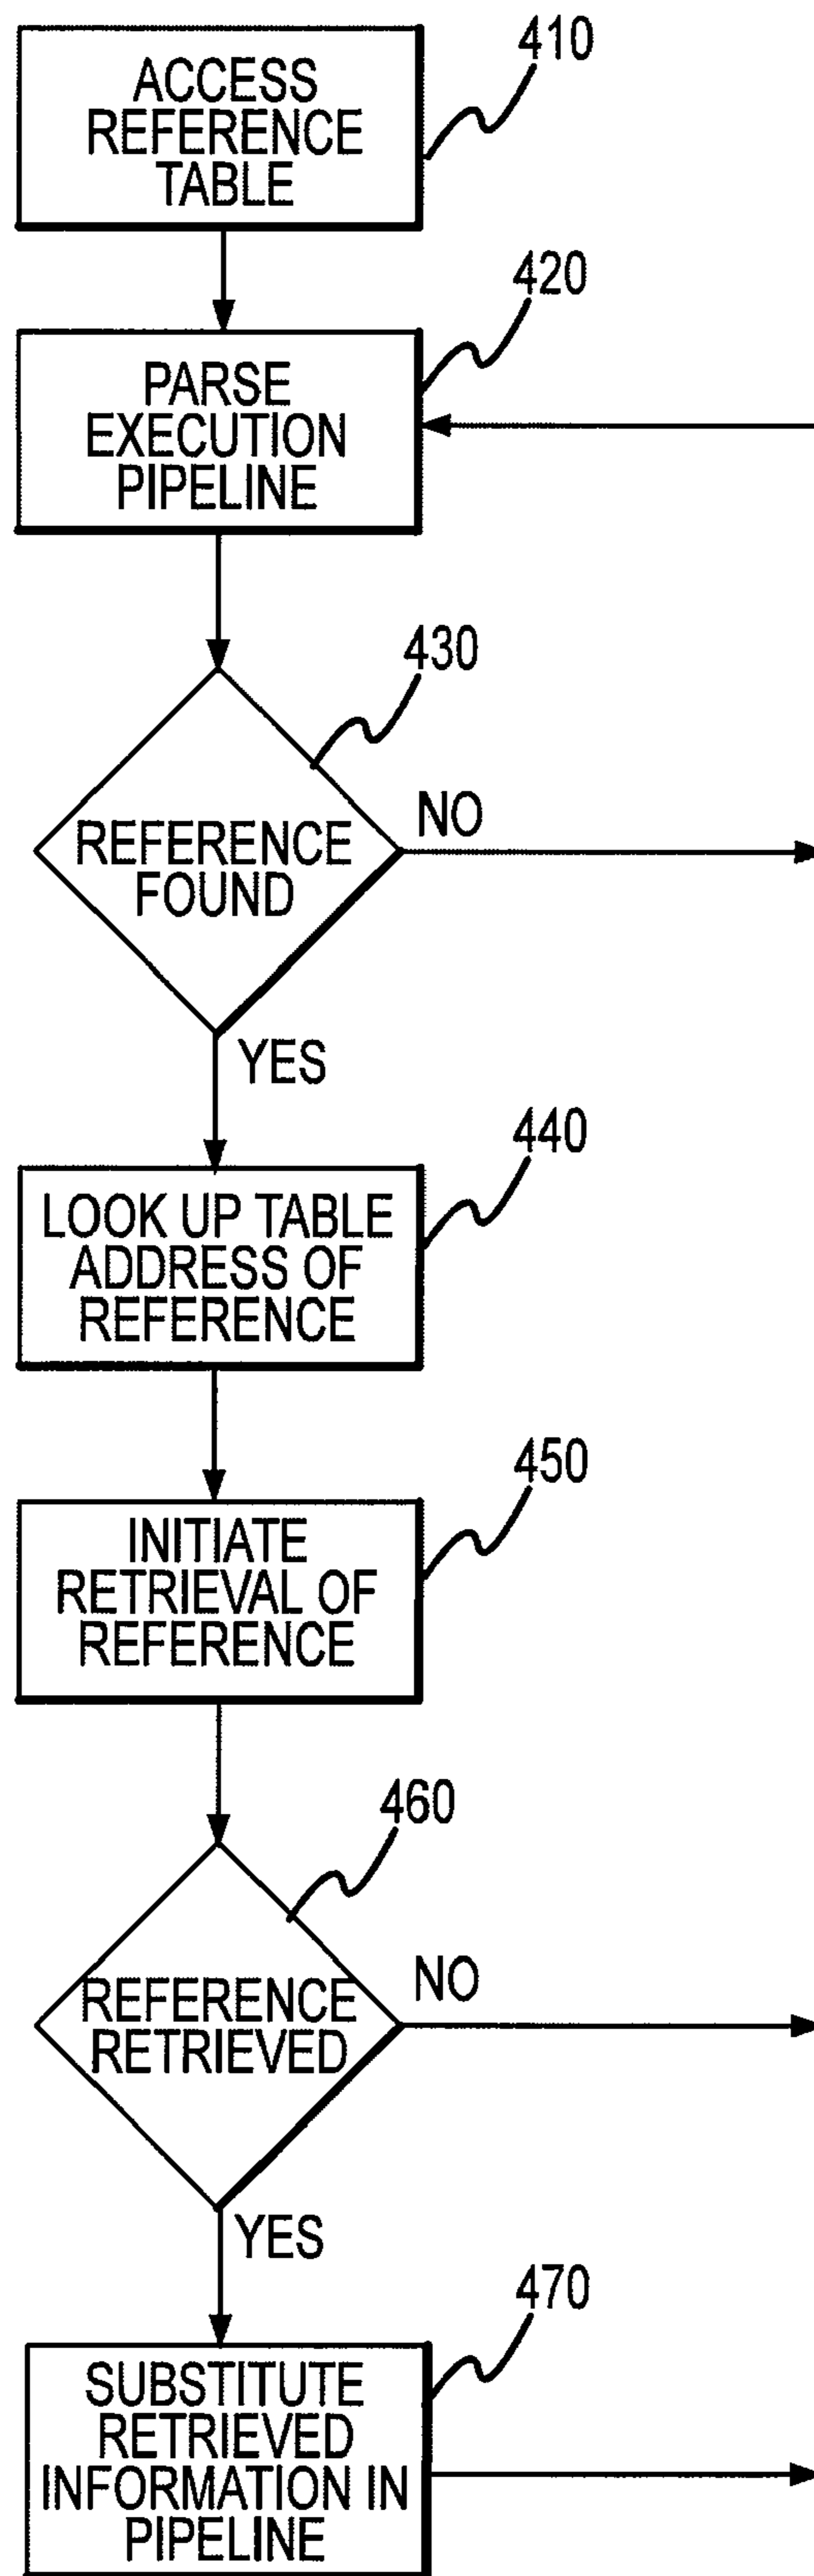 410
ACCESS
REFERENCE
TABLE
420
PARSE
EXECUTION
PIPELINE
430
REFERENCE
FOUND
NO
YES
440
LOOK UP TABLE
ADDRESS OF
REFERENCE
450
INITIATE
RETRIEVAL OF
REFERENCE
460
REFERENCE
RETRIEVED
NO
YES
470
SUBSTITUTE
RETRIEVED
INFORMATION IN
PIPELINE